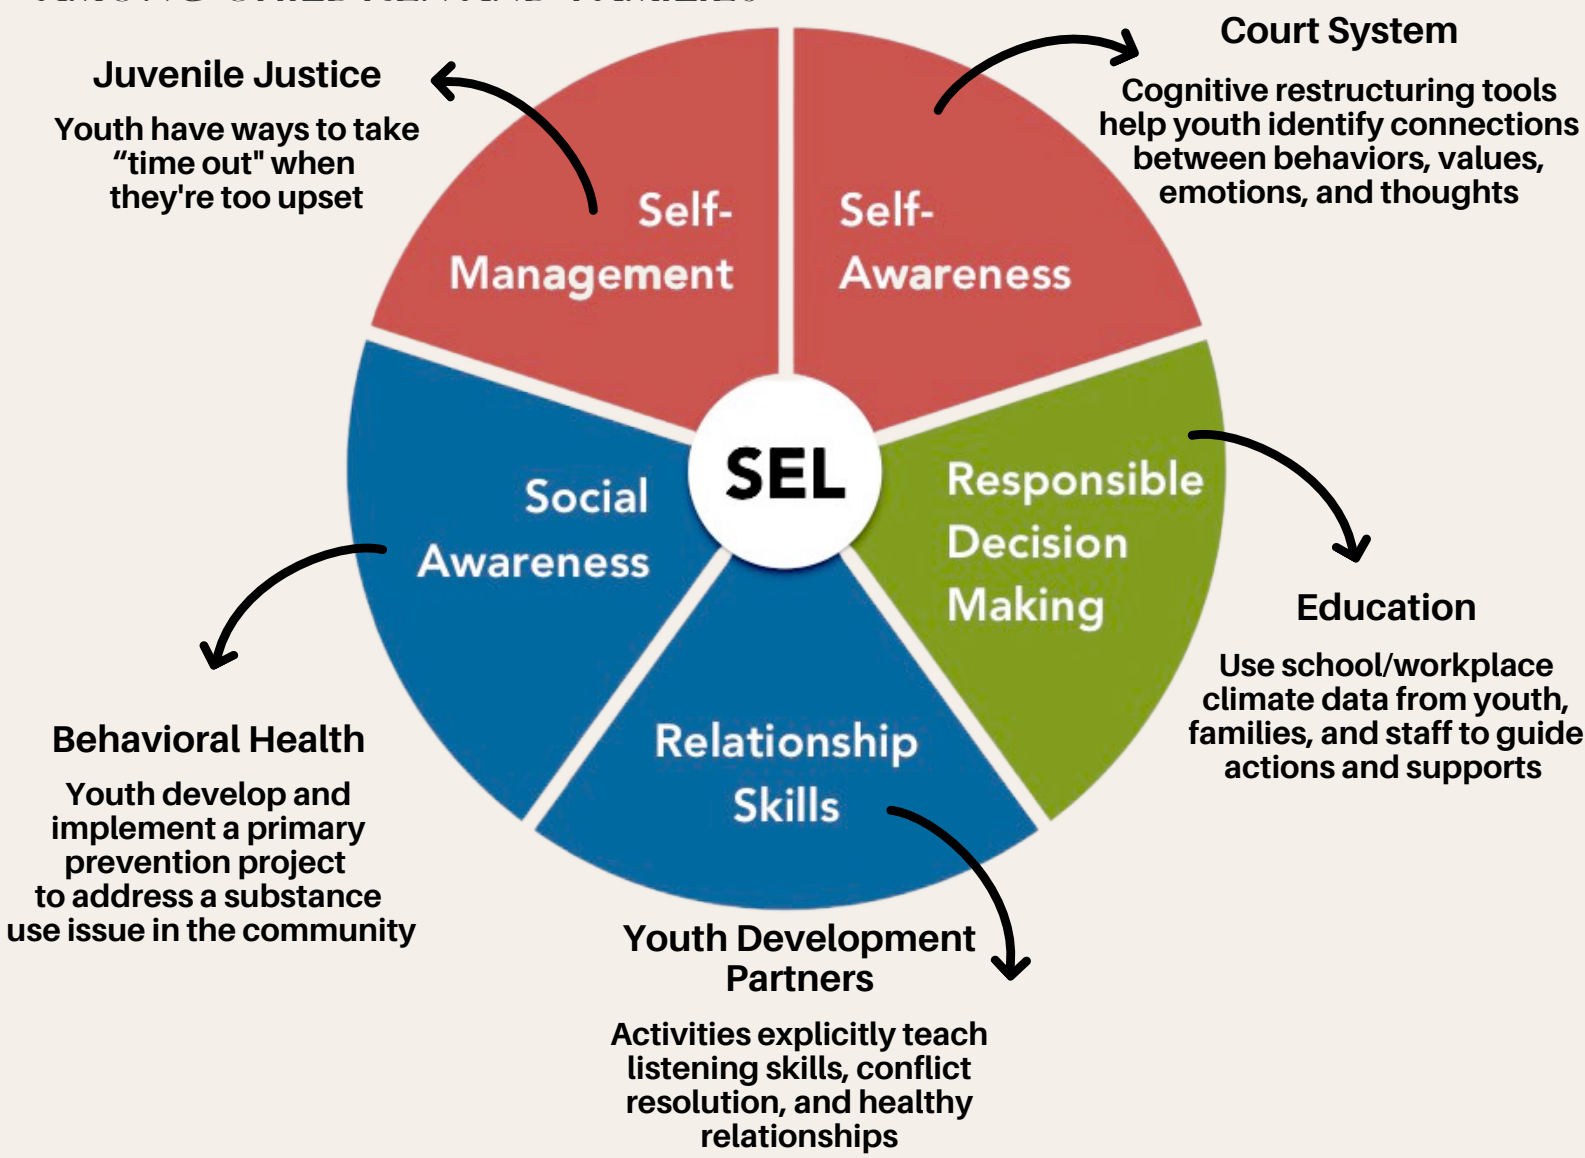 AMONG CHILDREN AND FAMILIES
Court System
Cognitive restructuring tools
help youth identify connections
between behaviors, values,
emotions, and thoughts
Juvenile Justice
Youth have ways to take
“time out" when
they're too upset
Self-
Management
Self-
Awareness
SEL
Social
Awareness
Responsible
Decision
Making
Relationship
Skills
Education
Use school/workplace
climate data from youth,
families, and staff to guide
actions and supports
Behavioral Health
Youth develop and
implement a primary
prevention project
to address a substance
use issue in the community
Youth Development
Partners
Activities explicitly teach
listening skills, conflict
resolution, and healthy
relationships